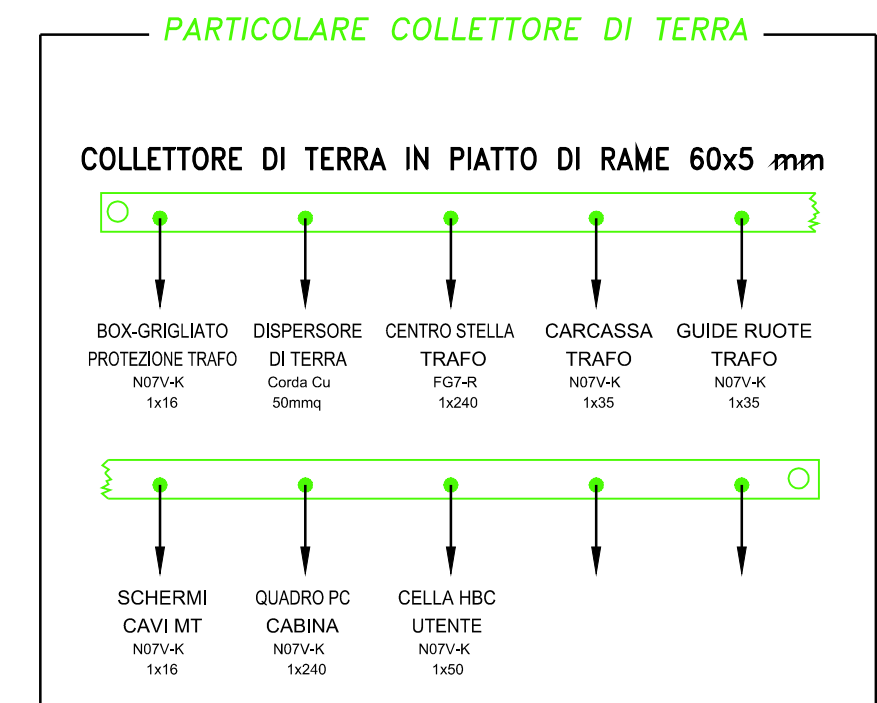 PARTICOLARE COLLETTORE DI TERRA
COLLETTORE DI TERRA IN PIATTO DI RAME 60x5 mm
BOX-GRIGLIATO
PROTEZIONE TRAFO
N07V-K
1x16
DISPERSORE
DI TERRA
Corda Cu
50mmq
CENTRO STELLA
TRAFO
FG7-R
1x240
CARCASSA
TRAFO
N07V-K
1x35
GUIDE RUOTE
TRAFO
N07V-K
1x35
SCHERMI
CAVI MT
N07V-K
1x16
QUADRO PC
CABINA
N07V-K
1x240
CELLA HBC
UTENTE
N07V-K
1x50